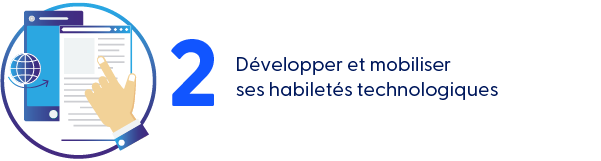 2
Développer et mobiliser
ses habiletés technologiques